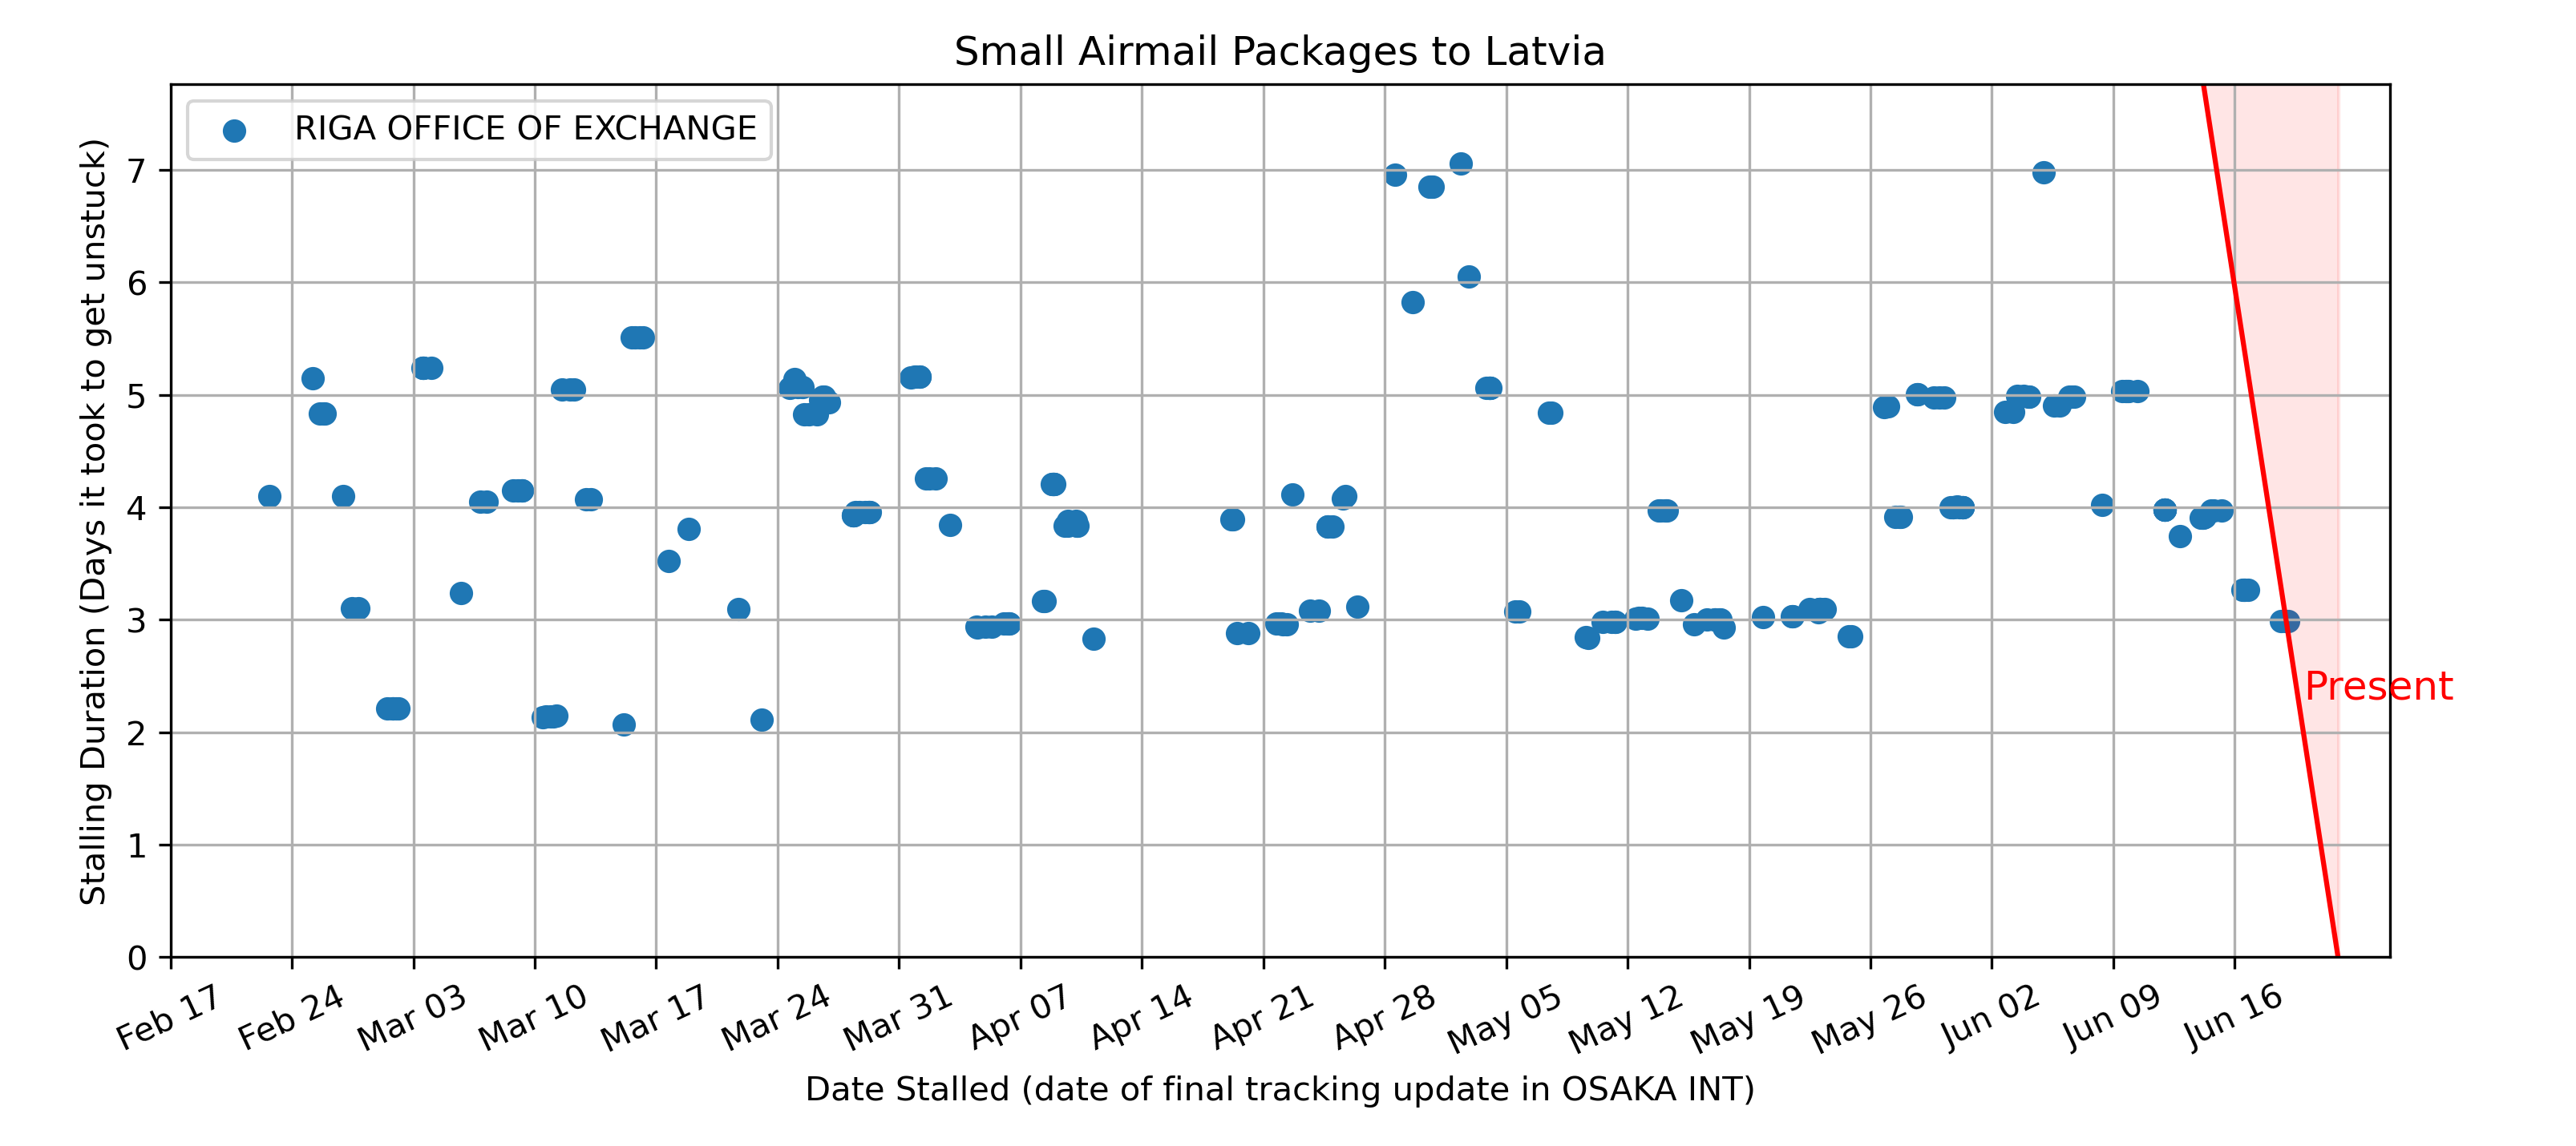 Small Airmail Packages to Latvia
RIGA OFFICE OF EXCHANGE
Stalling Duration (Days it took to get unstuck)
7
6
5
4
3
2
1
0
Present
Feb 17
Feb 24
Mar 03
Mar 10
Mar 17
Mar 24
Mar 31
Apr 07
Apr 14
Apr 21
Apr 28
May 05
May 12
May 19
May 26
Jun 02
Jun 09
Jun 16
Date Stalled (date of final tracking update in OSAKA INT)